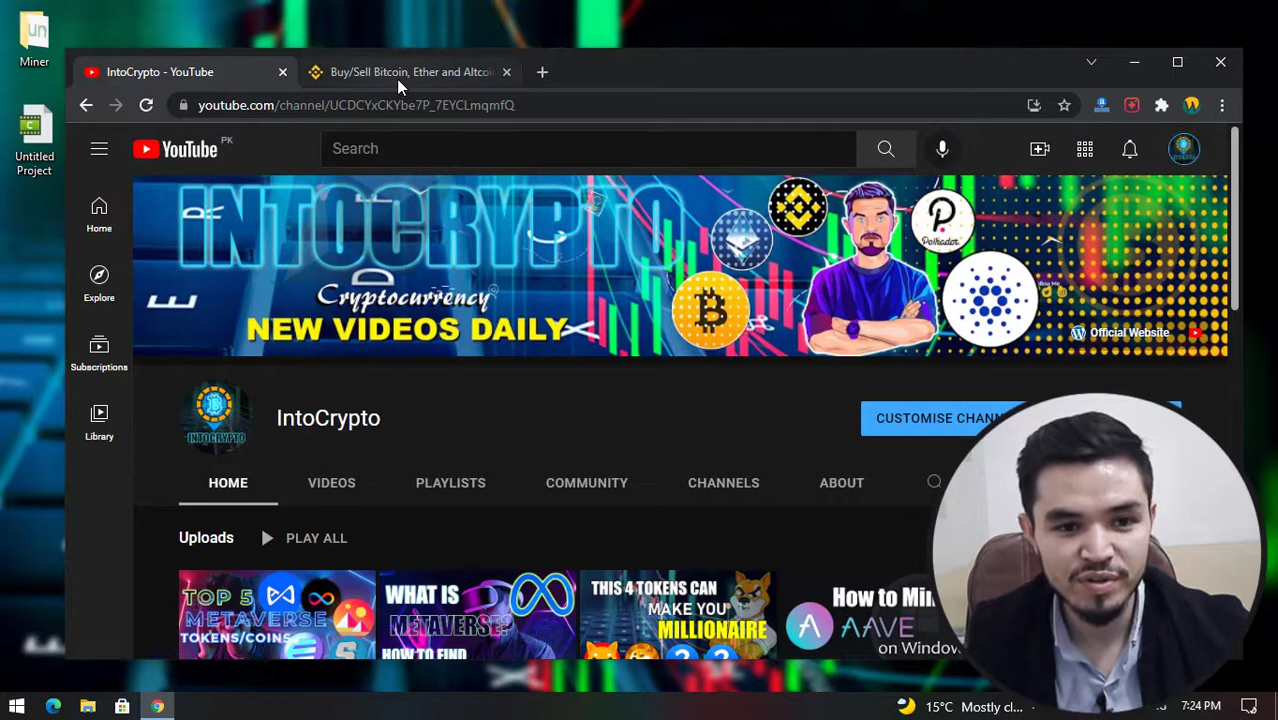 Miner
Untitled
Project
IntoCrypto - YouTube
Buy/Sell Bitcoin, Ether and Altcoi
youtube.com/channel/UCDCYxCKYbe7P_7EYCLmqmfQ
YouTube PK
Search
Home
Explore
Subscriptions
Library
INTOCRYPTO
Cryptocurrency
NEW VIDEOS DAILY
Polkadot
Follow Me
Official Website
IntoCrypto
CUSTOMISE CHANN
HOME
VIDEOS
PLAYLISTS
COMMUNITY
CHANNELS
ABOUT
Uploads
PLAY ALL
TOP 5
METAVERSE
TOKENS/COINS
WHAT IS
METAVERSE?
HOW TO FIND
THIS 4 TOKENS CAN
MAKE YOU
MILLIONAIRE
How to Min
AAVE
on Windo
15°C Mostly cl...
7:24 PM